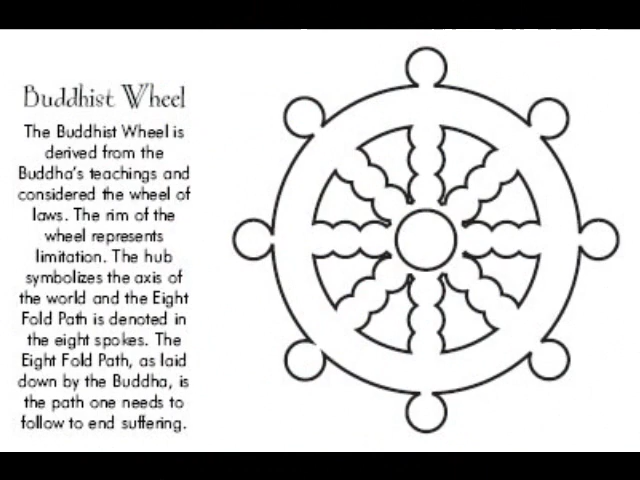 Buddhist Wheel
The Buddhist Wheel is
derived from the
Buddha's teachings and
considered the wheel of
laws. The rim of the
wheel represents
limitation. The hub
symbolizes the axis of
the world and the Eight
Fold Path is denoted in
the eight spokes. The
Eight Fold Path, as laid
down by the Buddha, is
the path one needs to
follow to end suffering.